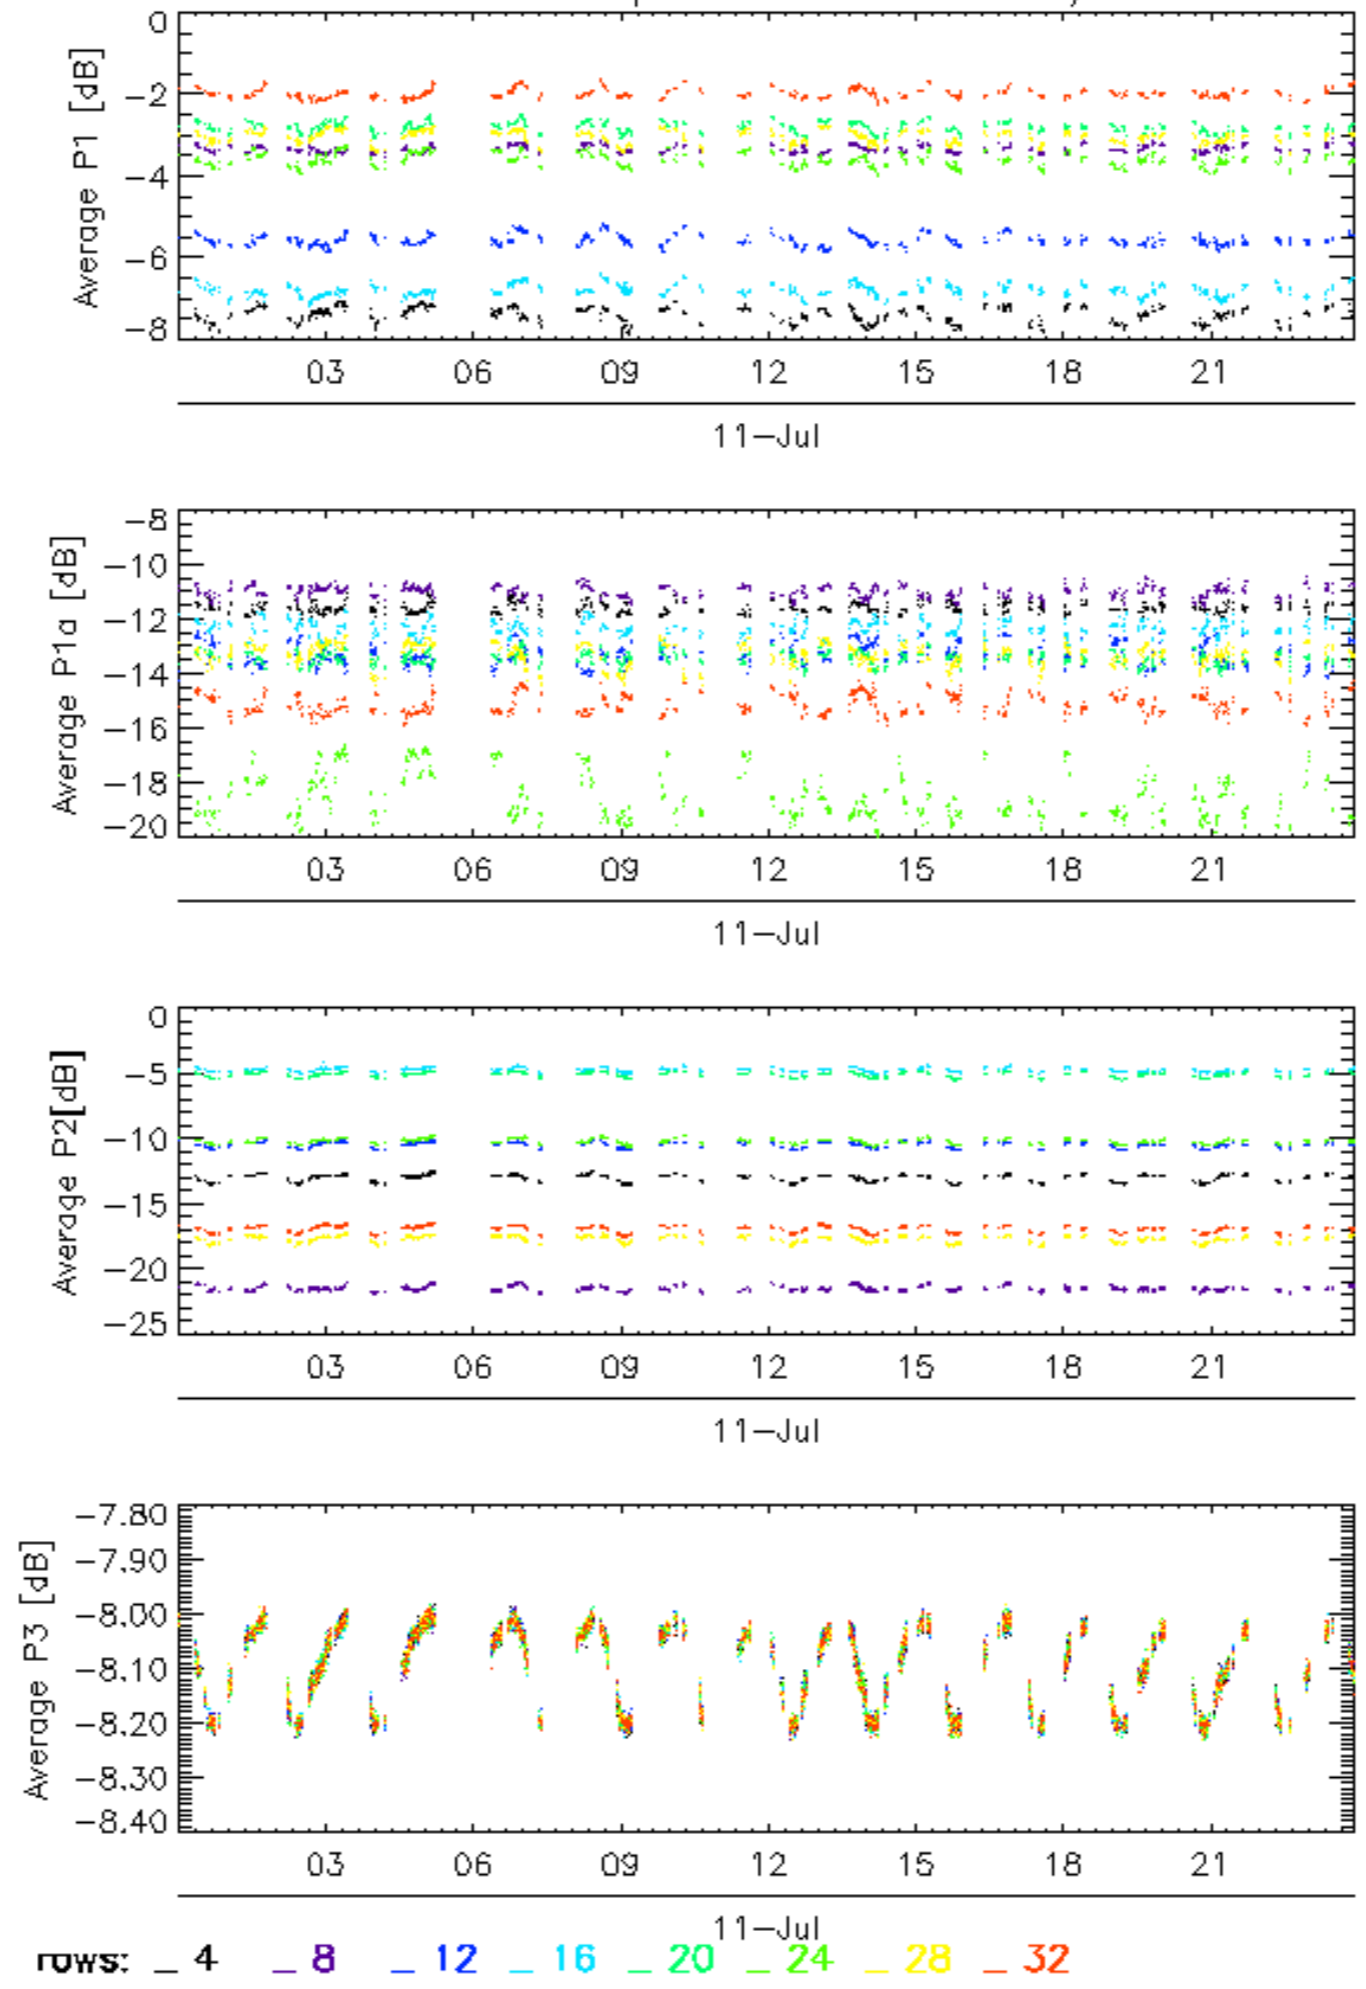 0
−2
−4
−6
−8
Average P1 [dB]
03 06 09 12 15 18 21
11−Jul
−8
−10
−12
−14
−16
−18
−20
Average P1a [dB]
03 06 09 12 15 18 21
11−Jul
0
−5
−10
−15
−20
−25
Average P2[dB]
03 06 09 12 15 18 21
11−Jul
−7.80
−7.90
−8.00
−8.10
−8.20
−8.30
−8.40
Average P3 [dB]
03 06 09 12 15 18 21
11−Jul
rows: _ 4 _ 8 _ 12 _ 16 _ 20 _ 24 _ 28 _ 32